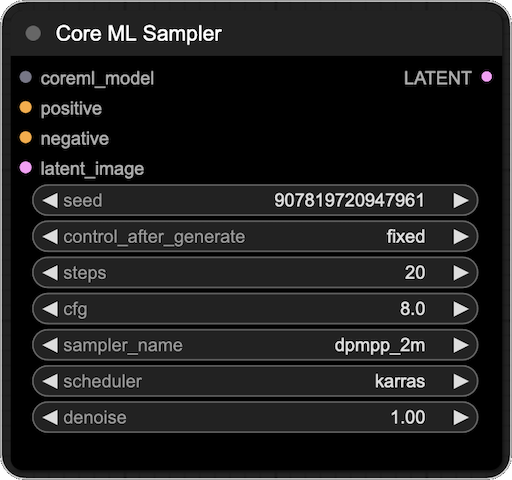 Core ML Sampler
coreml_model LATENT
positive
negative
latent_image
seed 907819720947961
control_after_generate fixed
steps 20
cfg 8.0
sampler_name dpmpp_2m
scheduler karras
denoise 1.00